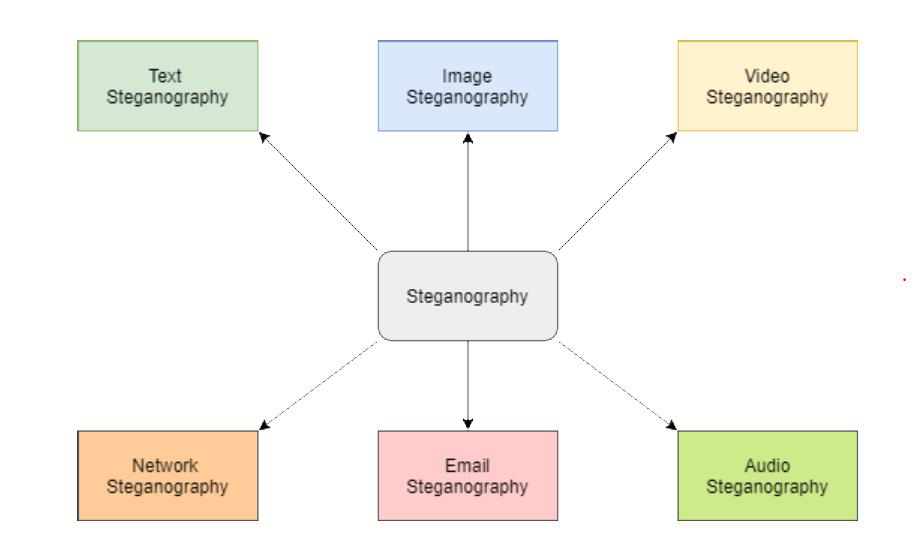 Text
Steganography
Image
Steganography
Video
Steganography
Steganography
Network
Steganography
Email
Steganography
Audio
Steganography